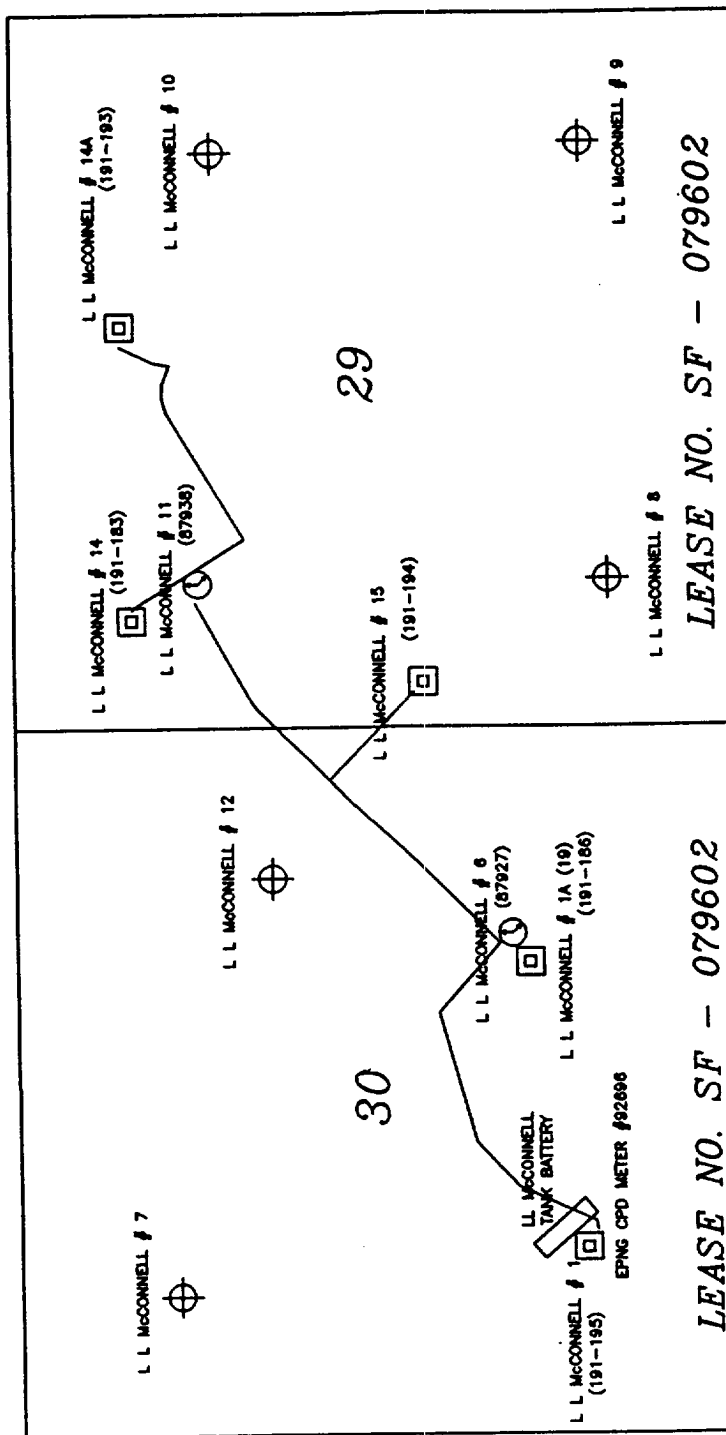 L L McCONNELL # 7
L L McCONNELL # 12
L L McCONNELL # 14
(191-183)
L L McCONNELL # 11
(87938)
L L McCONNELL # 14A
(191-193)
L L McCONNELL # 10
30
29
L L McCONNELL # 15
(191-194)
L L McCONNELL # 6
(87927)
L L McCONNELL # 1A (19)
(191-186)
LL McCONNELL
TANK BATTERY
L L McCONNELL # 1
(191-195)
EPNG CPD METER #92696
L L McCONNELL # 8
L L McCONNELL # 9
LEASE NO. SF - 079602
LEASE NO. SF - 079602